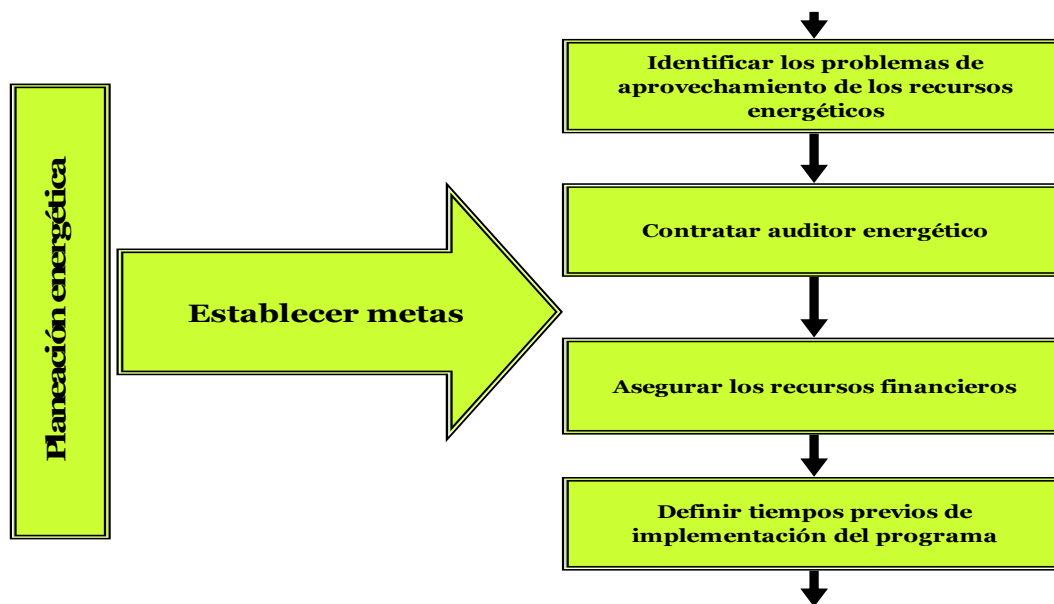 Planeación energética
Establecer metas
Identificar los problemas de
aprovechamiento de los recursos
energéticos
Contratar auditor energético
Asegurar los recursos financieros
Definir tiempos previos de
implementación del programa